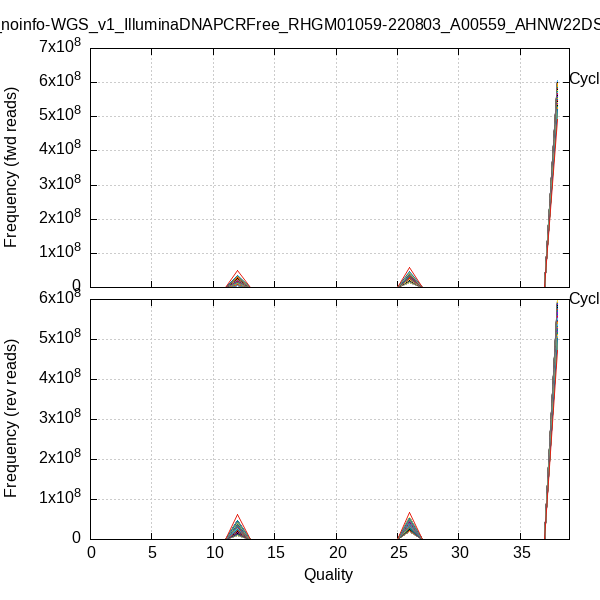 _noinfo-WGS_v1_IlluminaDNAPCRFree_RHGM01059-220803_A00559_AHNW22DS
7x10^8
6x10^8
5x10^8
4x10^8
3x10^8
2x10^8
1x10^8
0
Frequency (fwd reads)
Cycl
6x10^8
5x10^8
4x10^8
3x10^8
2x10^8
1x10^8
0
Frequency (rev reads)
Cycl
0 5 10 15 20 25 30 35
Quality